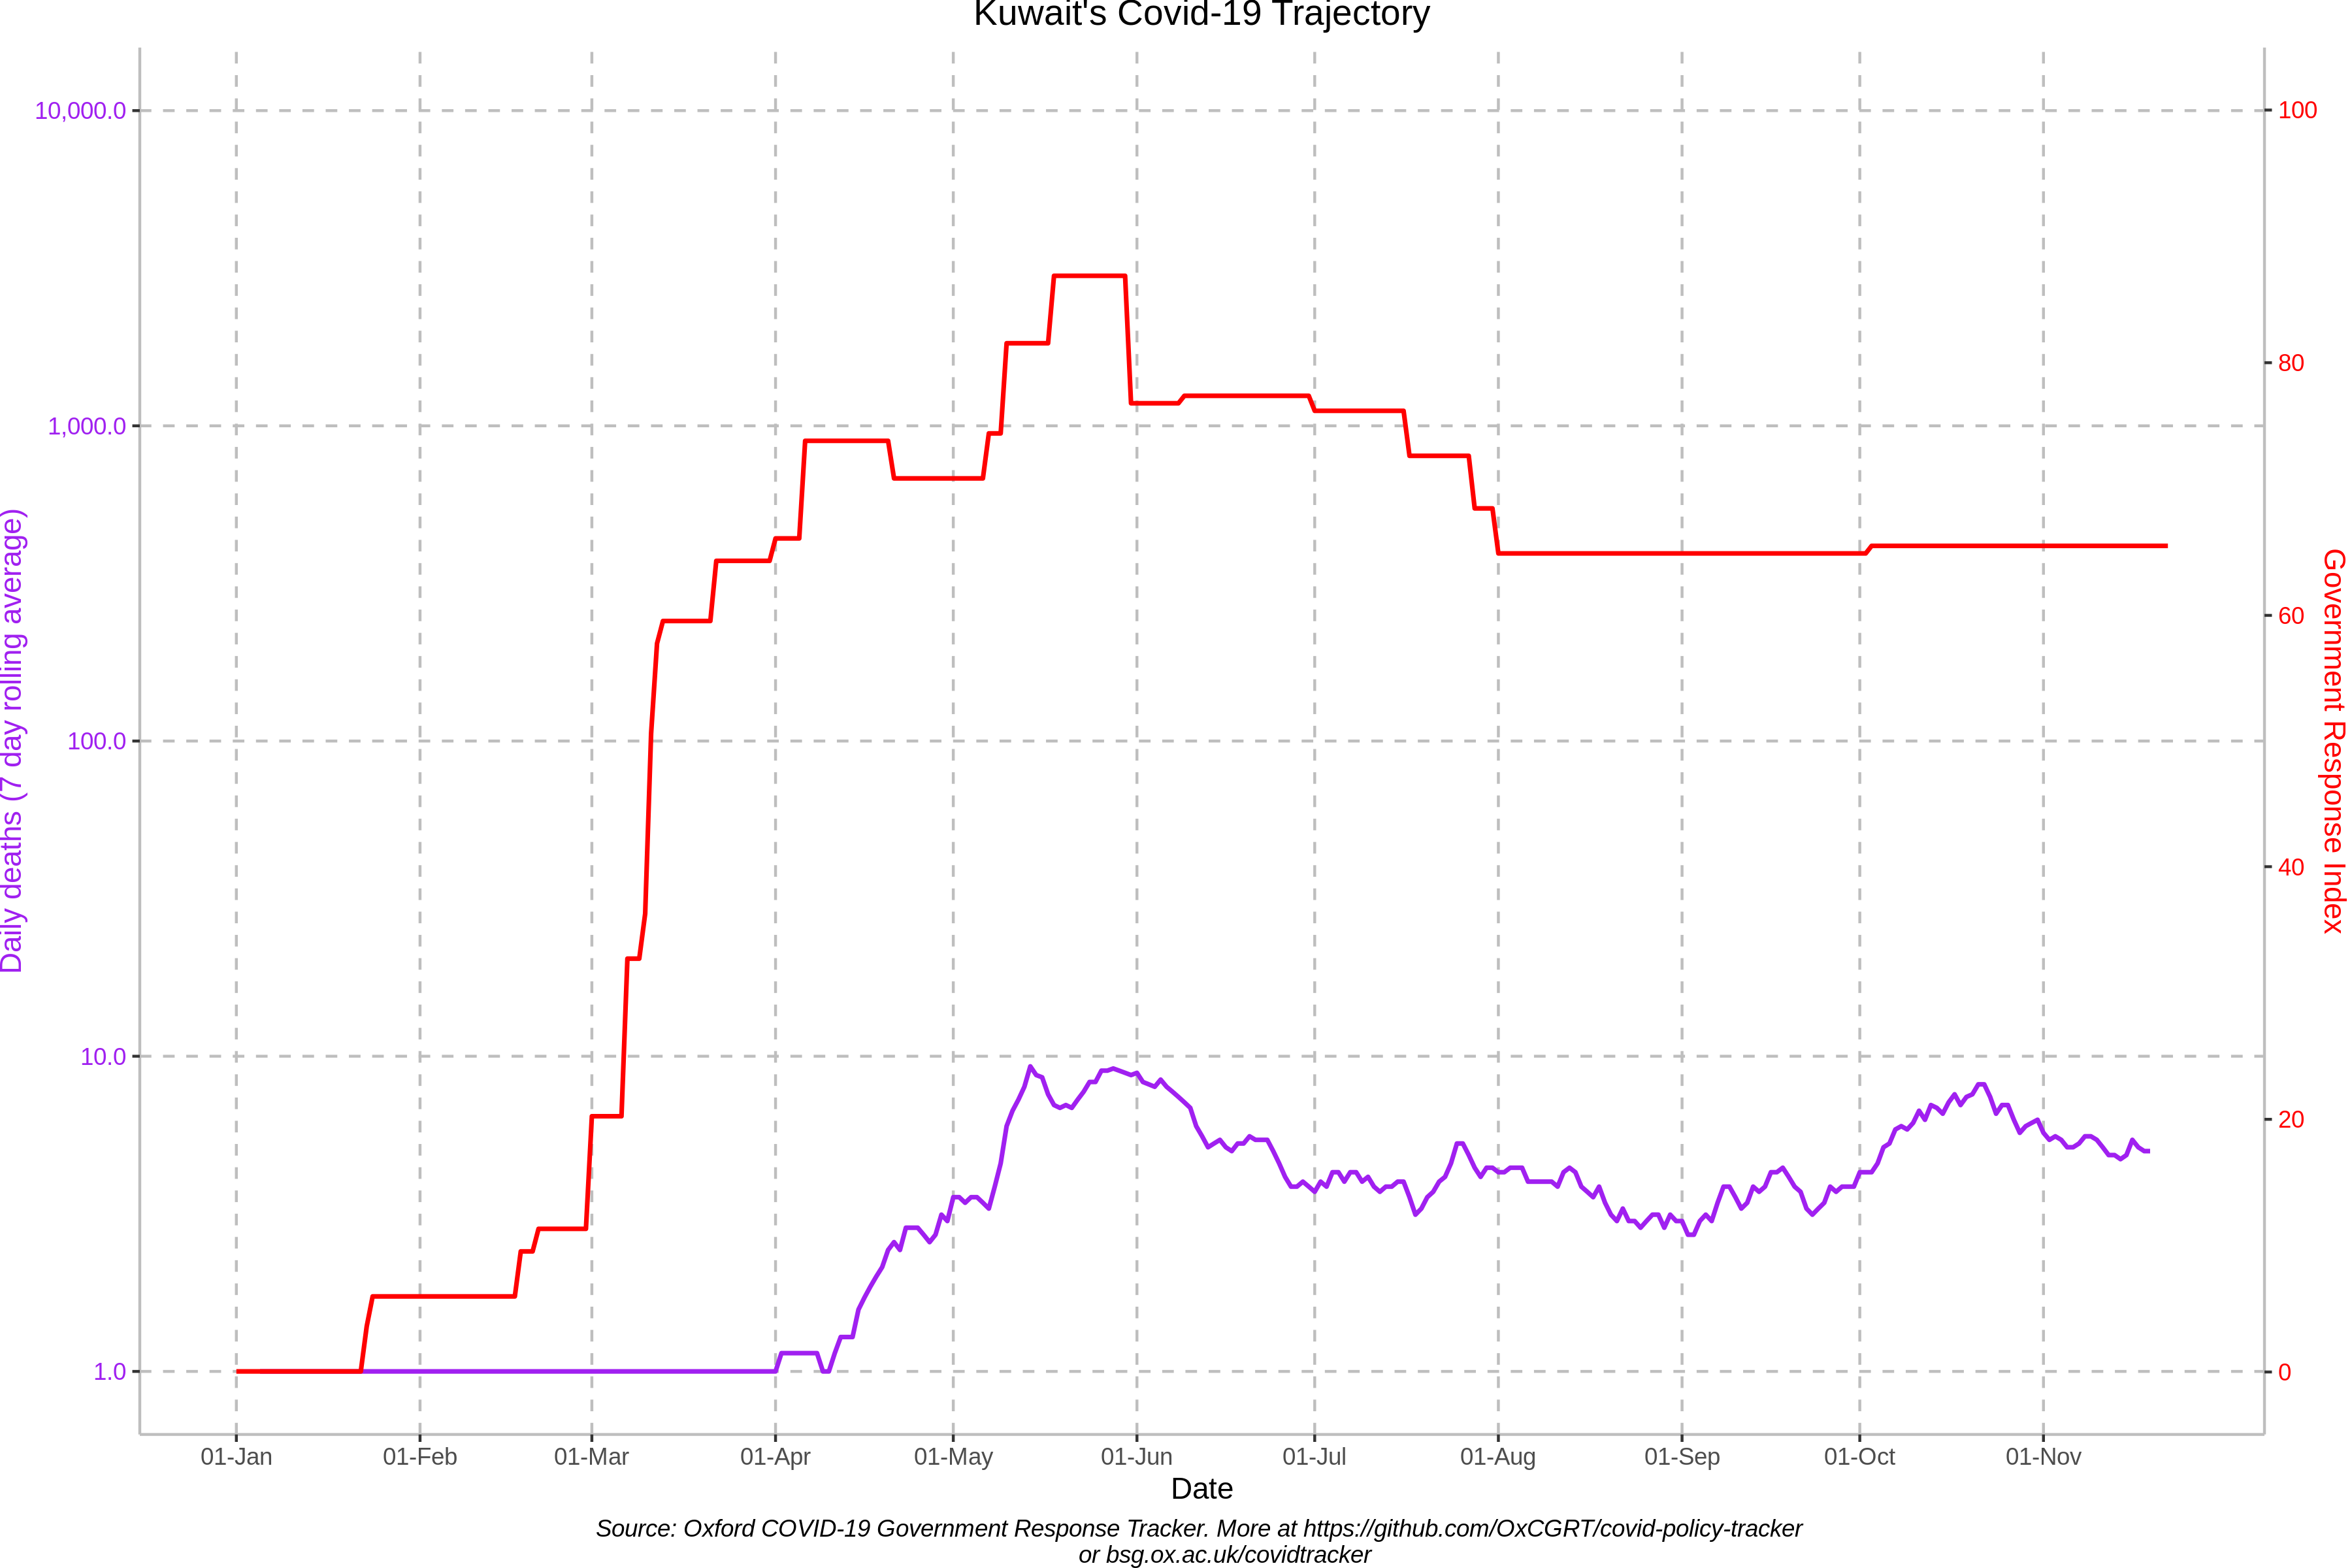 Kuwait's Covid-19 Trajectory
10,000.0
1,000.0
100.0
10.0
1.0
Daily deaths (7 day rolling average)
100
80
60
40
20
0
Government Response Index
01-Jan
01-Feb
01-Mar
01-Apr
01-May
01-Jun
01-Jul
01-Aug
01-Sep
01-Oct
01-Nov
Date
Source: Oxford COVID-19 Government Response Tracker. More at https://github.com/OxCGRT/covid-policy-tracker
or bsg.ox.ac.uk/covidtracker